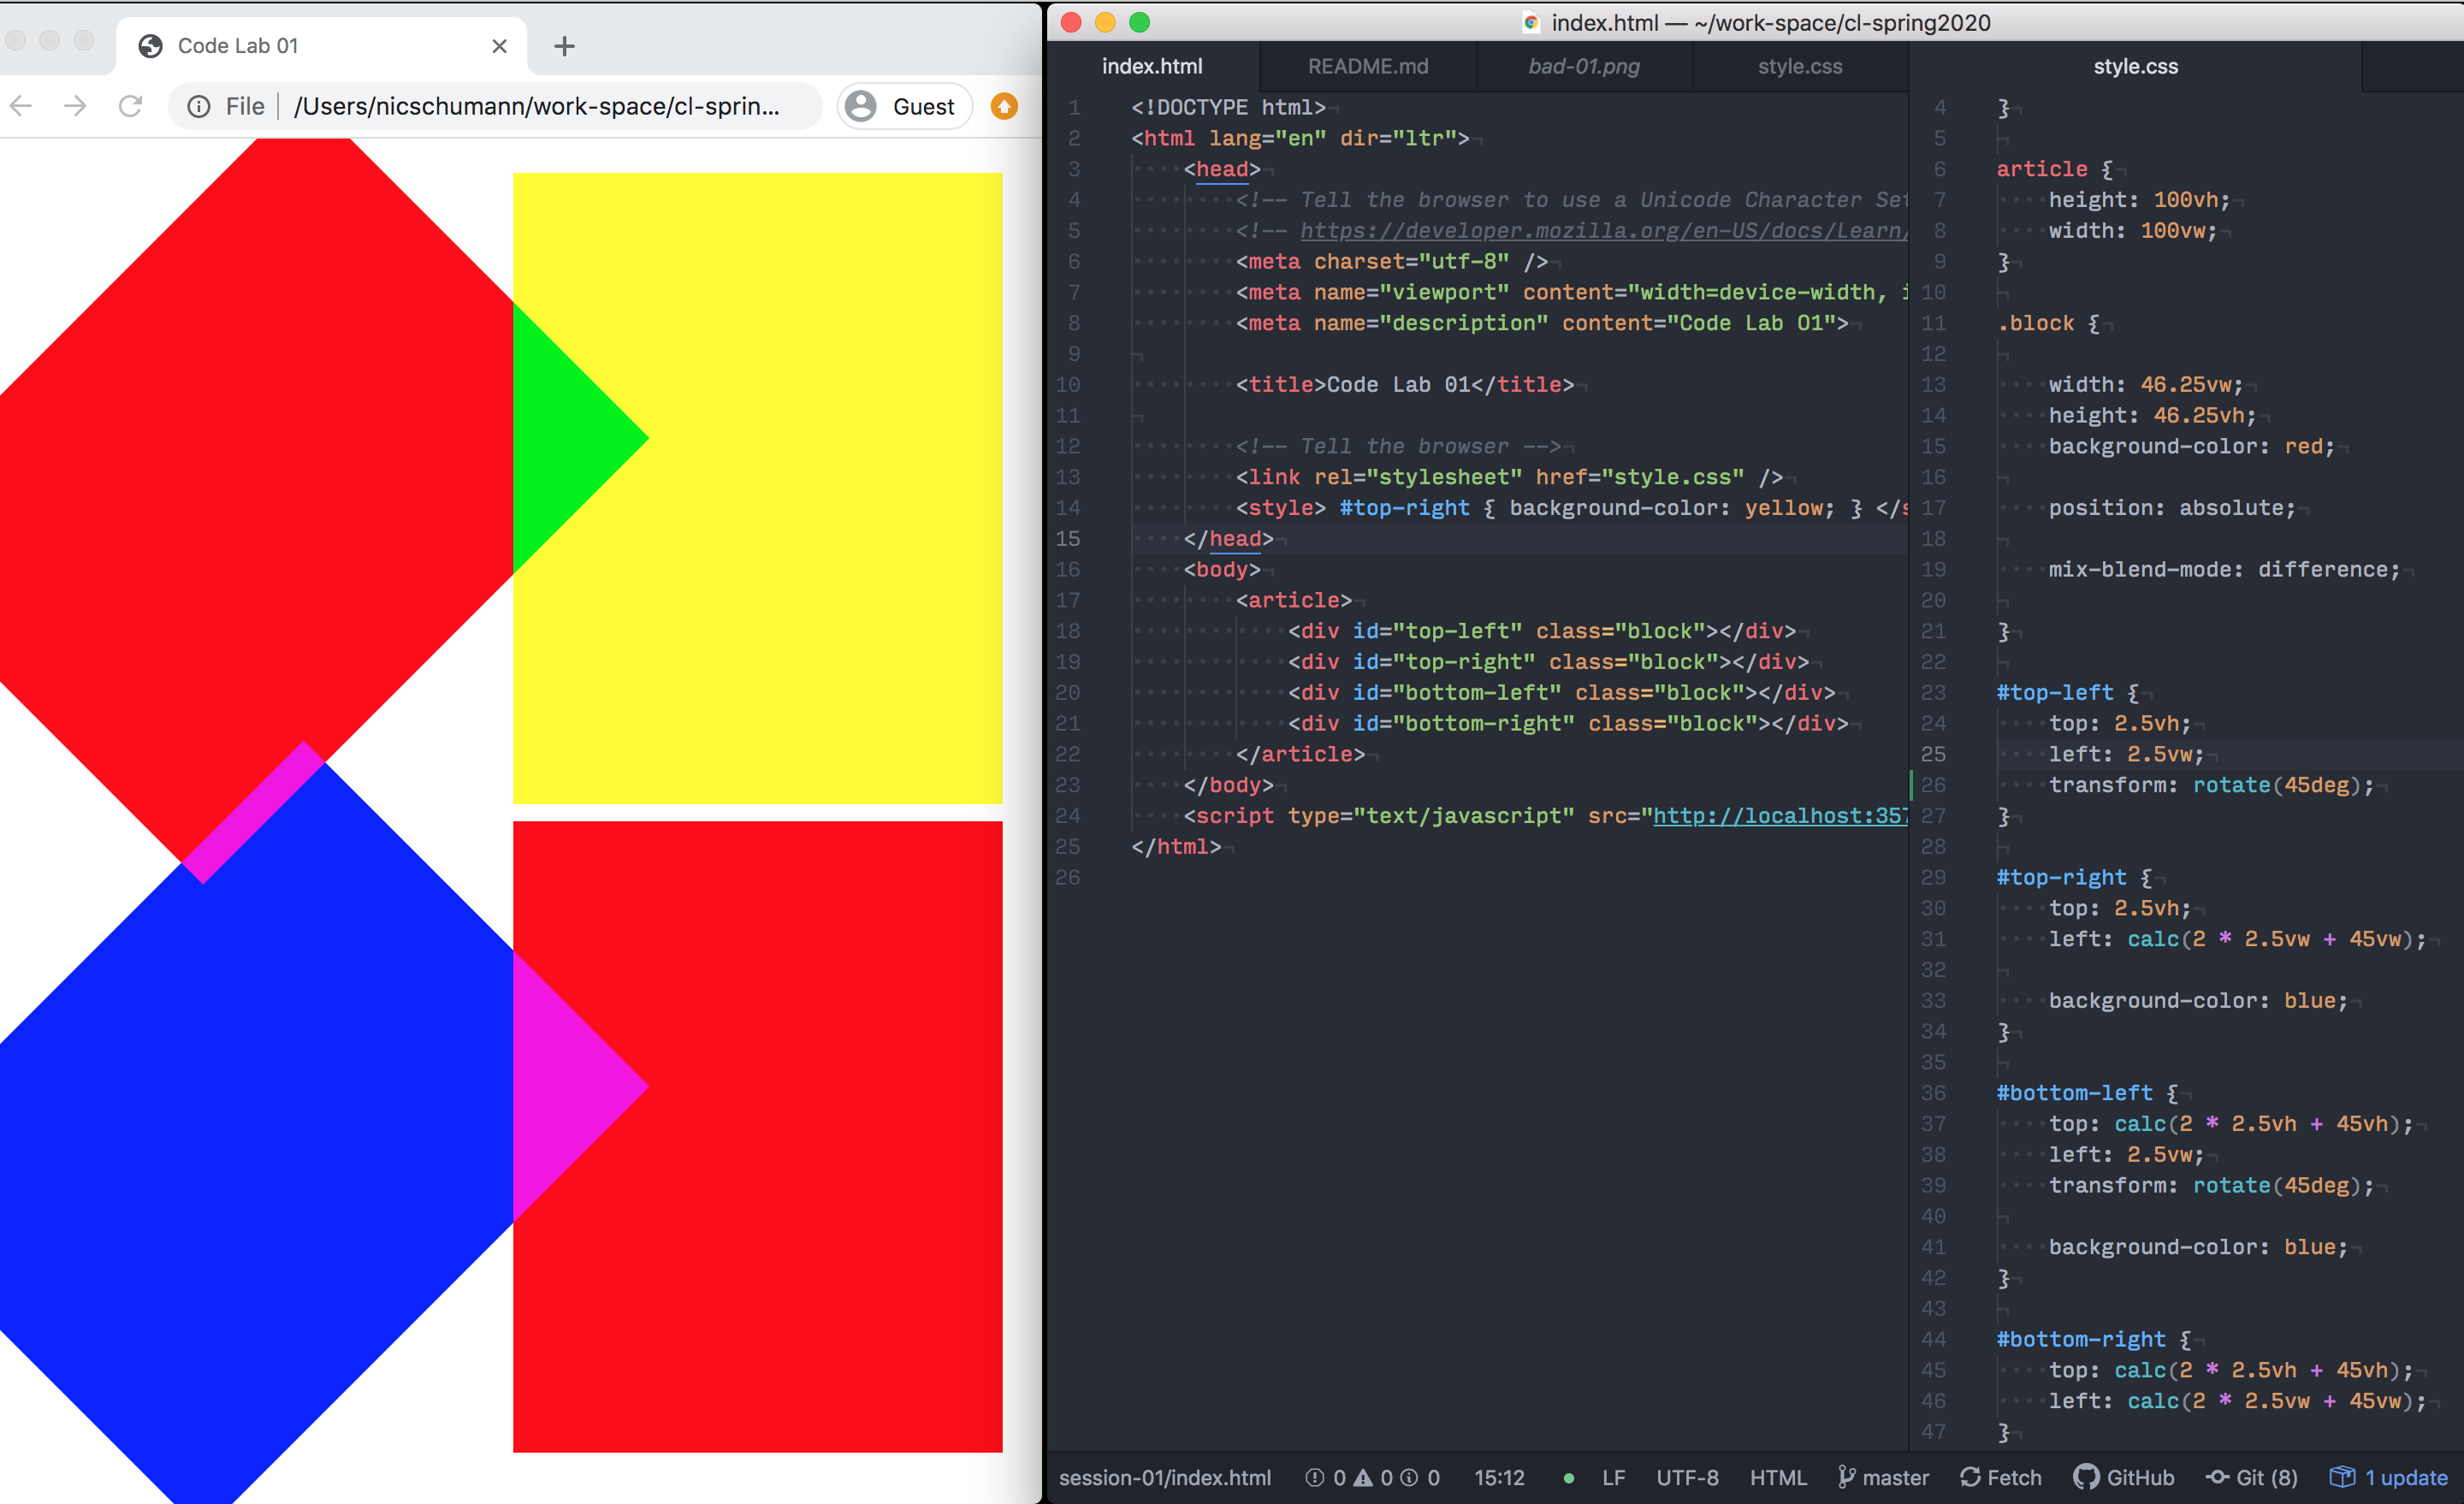 Code Lab 01
File
/Users/nicschumann/work-space/cl-sprin...
Guest
index.html — ~/work-space/cl-spring2020
index.html
README.md
bad-01.png
style.css
style.css
1 <!DOCTYPE html>
2 <html lang="en" dir="ltr">
3 <head>
4 <!-- Tell the browser to use a Unicode Character Set
5 <!-- https://developer.mozilla.org/en-US/docs/Learn/
6 <meta charset="utf-8" />
7 <meta name="viewport" content="width=device-width, i
8 <meta name="description" content="Code Lab 01">
9
10 <title>Code Lab 01</title>
11
12 <!-- Tell the browser -->
13 <link rel="stylesheet" href="style.css" />
14 <style> #top-right { background-color: yellow; } </s
15 </head>
16 <body>
17 <article>
18 <div id="top-left" class="block"></div>
19 <div id="top-right" class="block"></div>
20 <div id="bottom-left" class="block"></div>
21 <div id="bottom-right" class="block"></div>
22 </article>
23 </body>
24 <script type="text/javascript" src="http://localhost:357
25 </html>
26
4 }
5
6 article {
7 height: 100vh;
8 width: 100vw;
9 }
10
11 .block {
12
13 width: 46.25vw;
14 height: 46.25vh;
15 background-color: red;
16
17 position: absolute;
18
19 mix-blend-mode: difference;
20
21 }
22
23 #top-left {
24 top: 2.5vh;
25 left: 2.5vw;
26 transform: rotate(45deg);
27 }
28
29 #top-right {
30 top: 2.5vh;
31 left: calc(2 * 2.5vw + 45vw);
32
33 background-color: blue;
34 }
35
36 #bottom-left {
37 top: calc(2 * 2.5vh + 45vh);
38 left: 2.5vw;
39 transform: rotate(45deg);
40
41 background-color: blue;
42 }
43
44 #bottom-right {
45 top: calc(2 * 2.5vh + 45vh);
46 left: calc(2 * 2.5vw + 45vw);
47 }
session-01/index.html 0 0 0 15:12 LF UTF-8 HTML master Fetch GitHub Git (8) 1 update